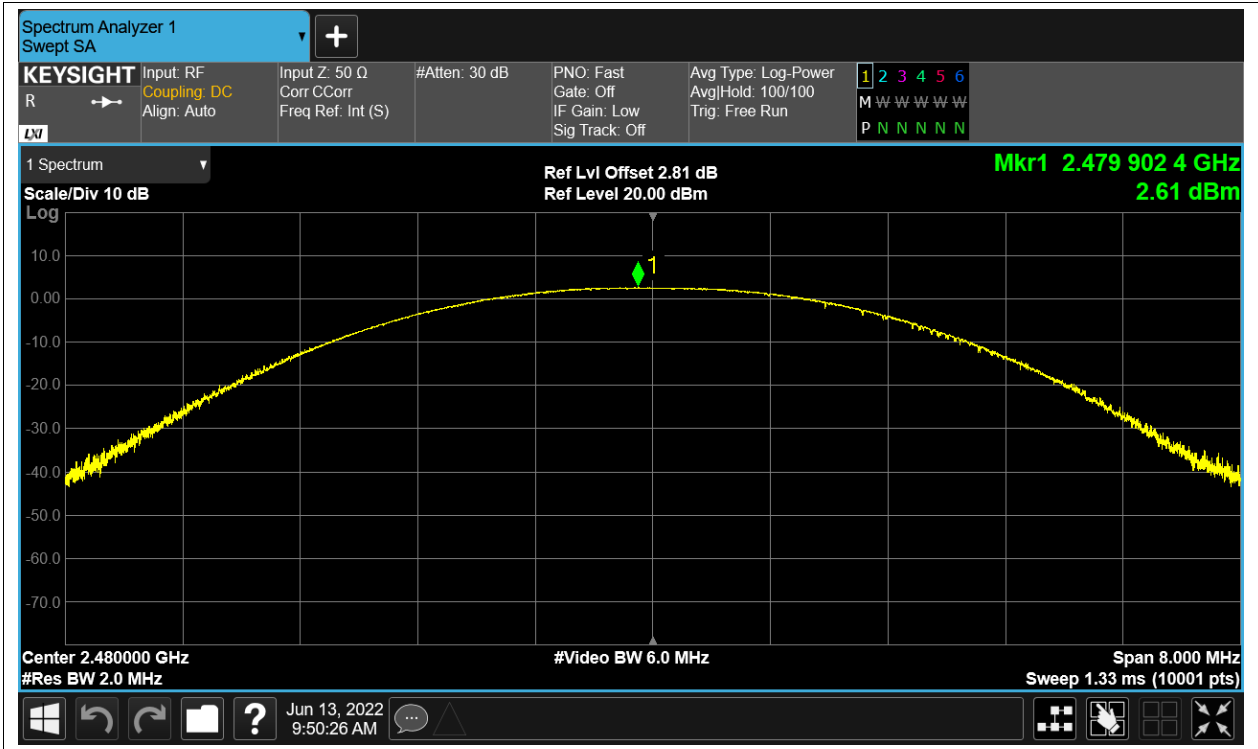 Spectrum Analyzer 1
Swept SA
KEYSIGHT
R
LXI
Input: RF
Coupling: DC
Align: Auto
Input Z: 50 Ω
Corr CCorr
Freq Ref: Int (S)
#Atten: 30 dB
PNO: Fast
Gate: Off
IF Gain: Low
Sig Track: Off
Avg Type: Log-Power
Avg|Hold: 100/100
Trig: Free Run
1 2 3 4 5 6
M W W W W W
P N N N N N
1 Spectrum
Scale/Div 10 dB
Log
Ref Lvl Offset 2.81 dB
Ref Level 20.00 dBm
Mkr1 2.479 902 4 GHz
2.61 dBm
10.0
0.00
-10.0
-20.0
-30.0
-40.0
-50.0
-60.0
-70.0
1
Center 2.480000 GHz
#Res BW 2.0 MHz
#Video BW 6.0 MHz
Span 8.000 MHz
Sweep 1.33 ms (10001 pts)
?
Jun 13, 2022
9:50:26 AM